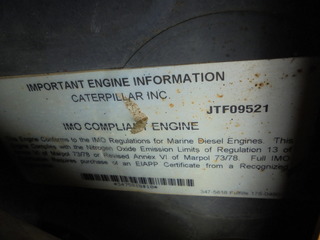 IMPORTANT ENGINE INFORMATION
CATERPILLAR INC.
JTF09521
IMO COMPLIANT ENGINE
Engine Conforms to the IMO Regulations for Marine Diesel Engines. This
Engine Complies with the Nitrogen Oxide Emission Limits of Regulation 13 of
of Marpol 73/78 or Revised Annex VI of Marpol 73/78. Full IMO
purchase of an EIAPP Certificate from a Recognized